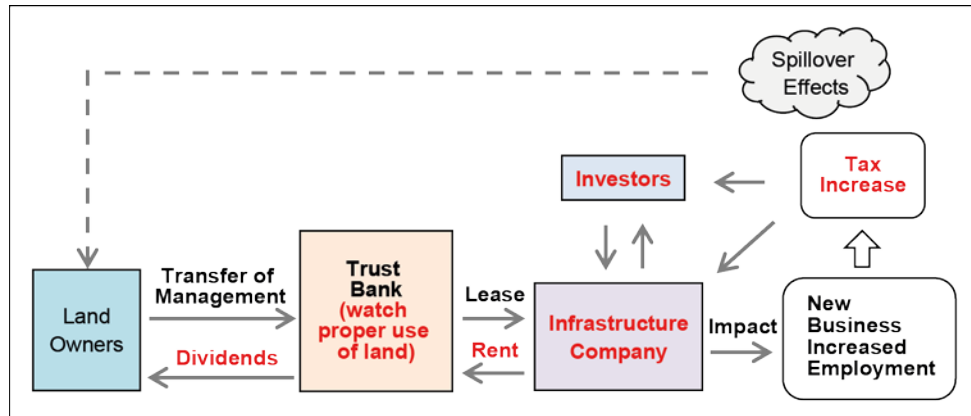 Spillover
Effects
Tax
Increase
Investors
Land
Owners
Transfer of
Management
Dividends
Trust
Bank
(watch
proper use
of land)
Lease
Rent
Infrastructure
Company
Impact
New
Business
Increased
Employment